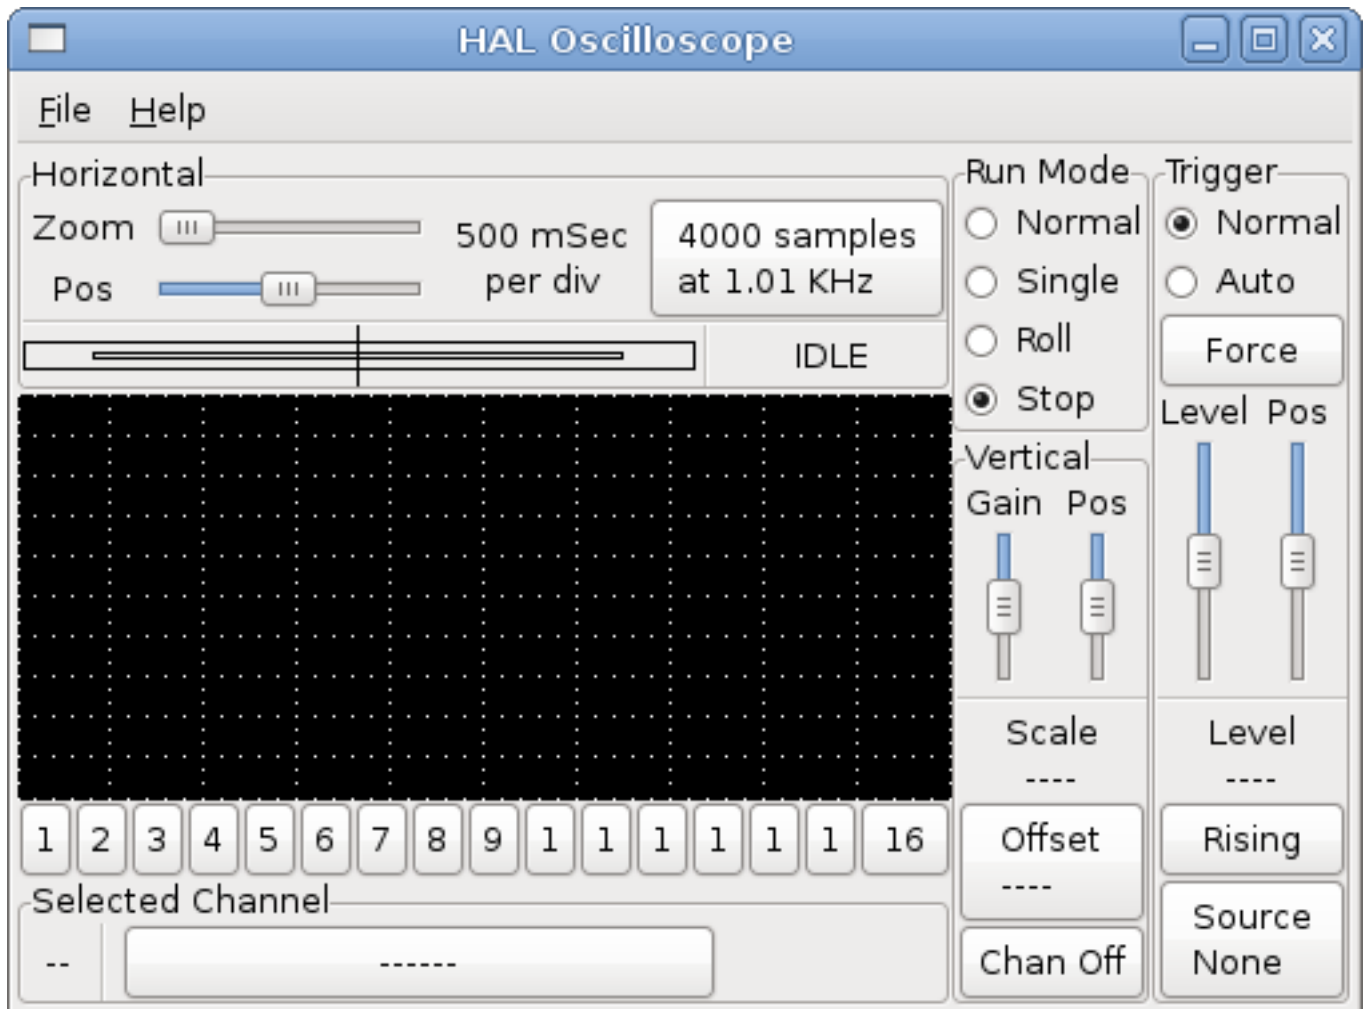 HAL Oscilloscope
File Help
Horizontal
Zoom
Pos
500 mSec
per div
4000 samples
at 1.01 KHz
IDLE
Run Mode
Normal
Single
Roll
Stop
Trigger
Normal
Auto
Force
Level Pos
Vertical
Gain Pos
Scale
----
Level
----
1 2 3 4 5 6 7 8 9 1 1 1 1 1 1 16
Offset
----
Rising
Selected Channel
--
------
Chan Off
Source
None